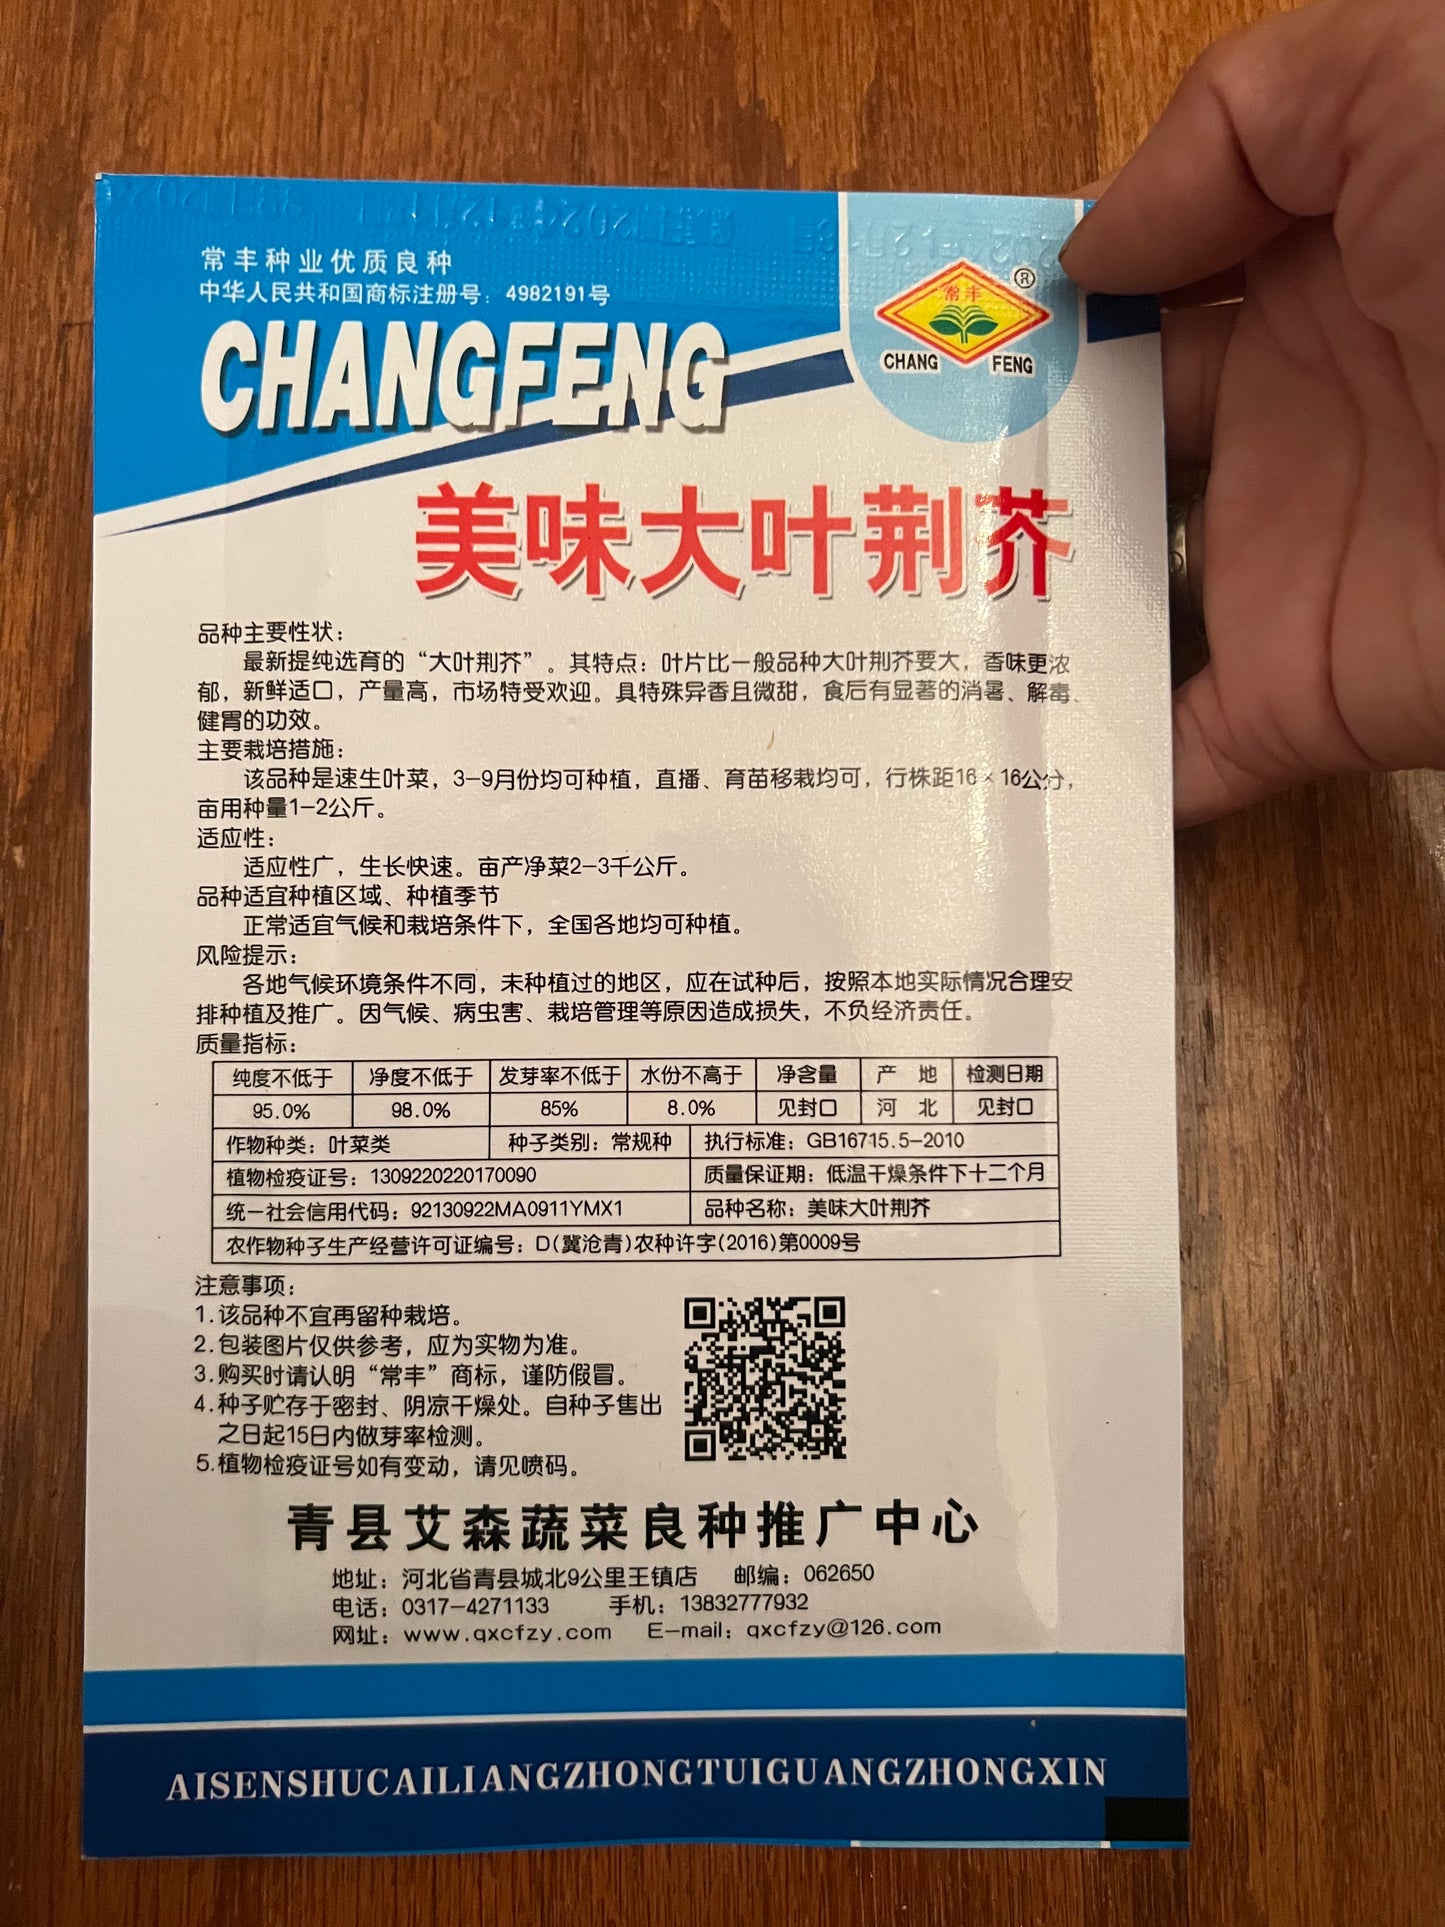 常丰种业优质良种
中华人民共和国商标注册号：4982191号
CHANGFENG
常丰
®
CHANG FENG
美味大叶荆芥
品种主要性状：
最新提纯选育的“大叶荆芥”。其特点：叶片比一般品种大叶荆芥要大，香味更浓
郁，新鲜适口，产量高，市场特受欢迎。具特殊异香且微甜，食后有显著的消暑、解毒、
健胃的功效。
主要栽培措施：
该品种是速生叶菜，3-9月份均可种植，直播、育苗移栽均可，行株距16×16公分，
亩用种量1-2公斤。
适应性：
适应性广，生长快速。亩产净菜2-3千公斤。
品种适宜种植区域、种植季节
正常适宜气候和栽培条件下，全国各地均可种植。
风险提示：
各地气候环境条件不同，未种植过的地区，应在试种后，按照本地实际情况合理安
排种植及推广。因气候、病虫害、栽培管理等原因造成损失，不负经济责任。
质量指标：
纯度不低于 净度不低于 发芽率不低于 水份不高于 净含量 产 地 检测日期
95.0% 98.0% 85% 8.0% 见封口 河 北 见封口
作物种类：叶菜类 种子类别：常规种 执行标准：GB16715.5-2010
植物检疫证号：1309220220170090 质量保证期：低温干燥条件下十二个月
统一社会信用代码：92130922MA0911YMX1 品种名称：美味大叶荆芥
农作物种子生产经营许可证编号：D(冀沧青)农种许字(2016)第0009号
注意事项：
1.该品种不宜再留种栽培。
2.包装图片仅供参考，应为实物为准。
3.购买时请认明“常丰”商标，谨防假冒。
4.种子贮存于密封、阴凉干燥处。自种子售出
之日起15日内做芽率检测。
5.植物检疫证号如有变动，请见喷码。
青县艾森蔬菜良种推广中心
地址：河北省青县城北9公里王镇店 邮编：062650
电话：0317-4271133 手机：13832777932
网址：www.qxcfzy.com E-mail：qxcfzy@126.com
AISENSHUCAILIANGZHONGTUIGUANGZHONGXIN